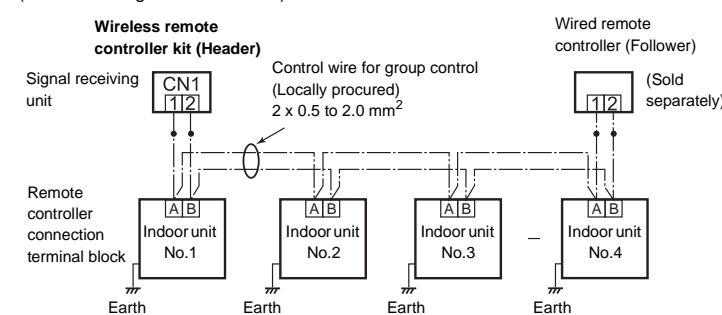 Wireless remote
controller kit (Header)
Wired remote
controller (Follower)
Signal receiving
unit
CN1
1 2
Control wire for group control
(Locally procured)
2 x 0.5 to 2.0 mm²
1 2
(Sold
separately)
Remote
controller
connection
terminal block
A B
Indoor unit
No.1
A B
Indoor unit
No.2
A B
Indoor unit
No.3
–
A B
Indoor unit
No.4
Earth
Earth
Earth
Earth